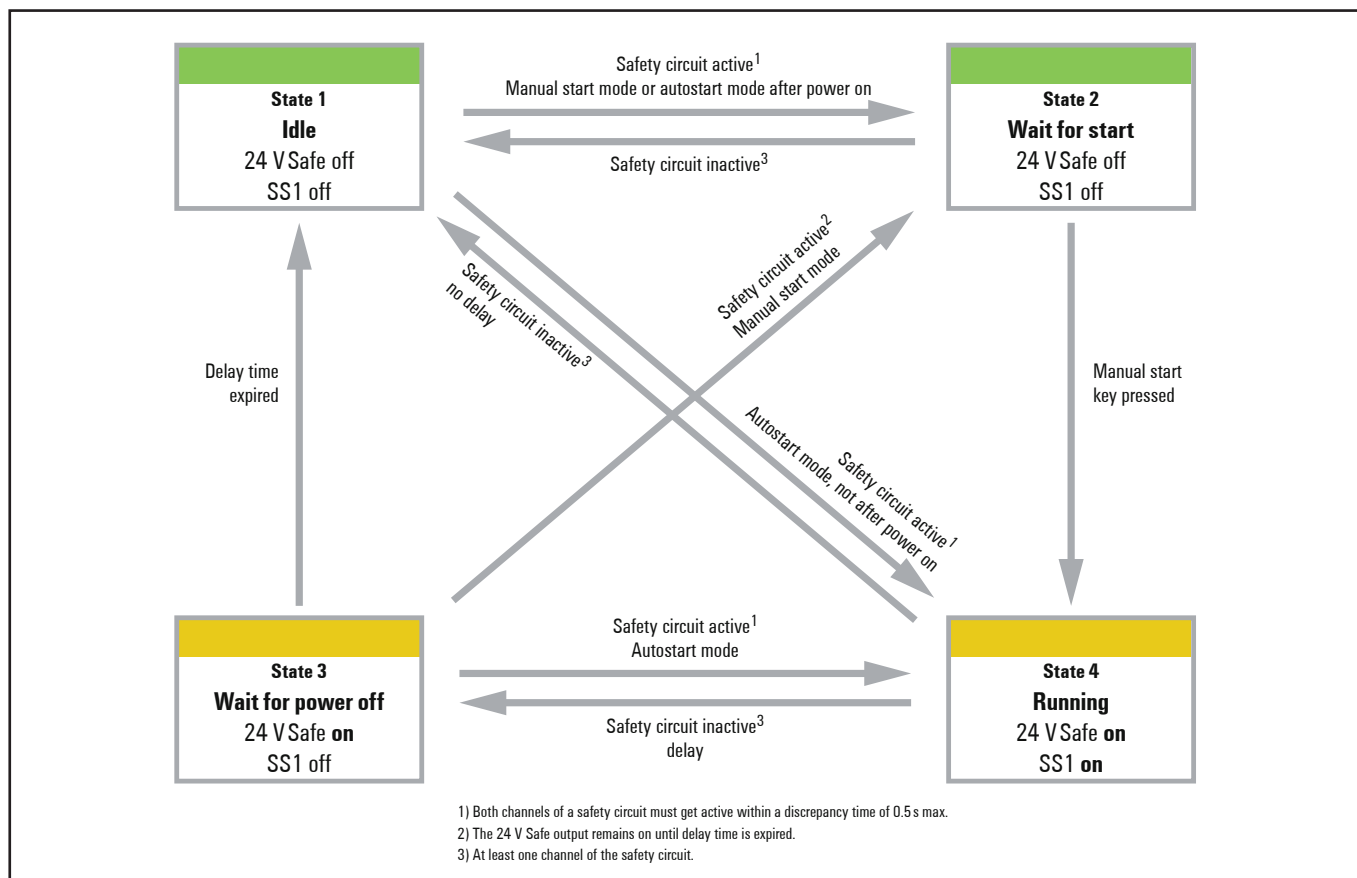 Safety circuit active1
Manual start mode or autostart mode after power on
Safety circuit inactive3
State 1
Idle
24 V Safe off
SS1 off
State 2
Wait for start
24 V Safe off
SS1 off
Safety circuit inactive3
no delay
Safety circuit active2
Manual start mode
Delay time
expired
Manual start
key pressed
Safety circuit active1
Autostart mode, not after power on
State 3
Wait for power off
24 V Safe on
SS1 off
Safety circuit active1
Autostart mode
Safety circuit inactive3
delay
State 4
Running
24 V Safe on
SS1 on
1) Both channels of a safety circuit must get active within a discrepancy time of 0.5 s max.
2) The 24 V Safe output remains on until delay time is expired.
3) At least one channel of the safety circuit.